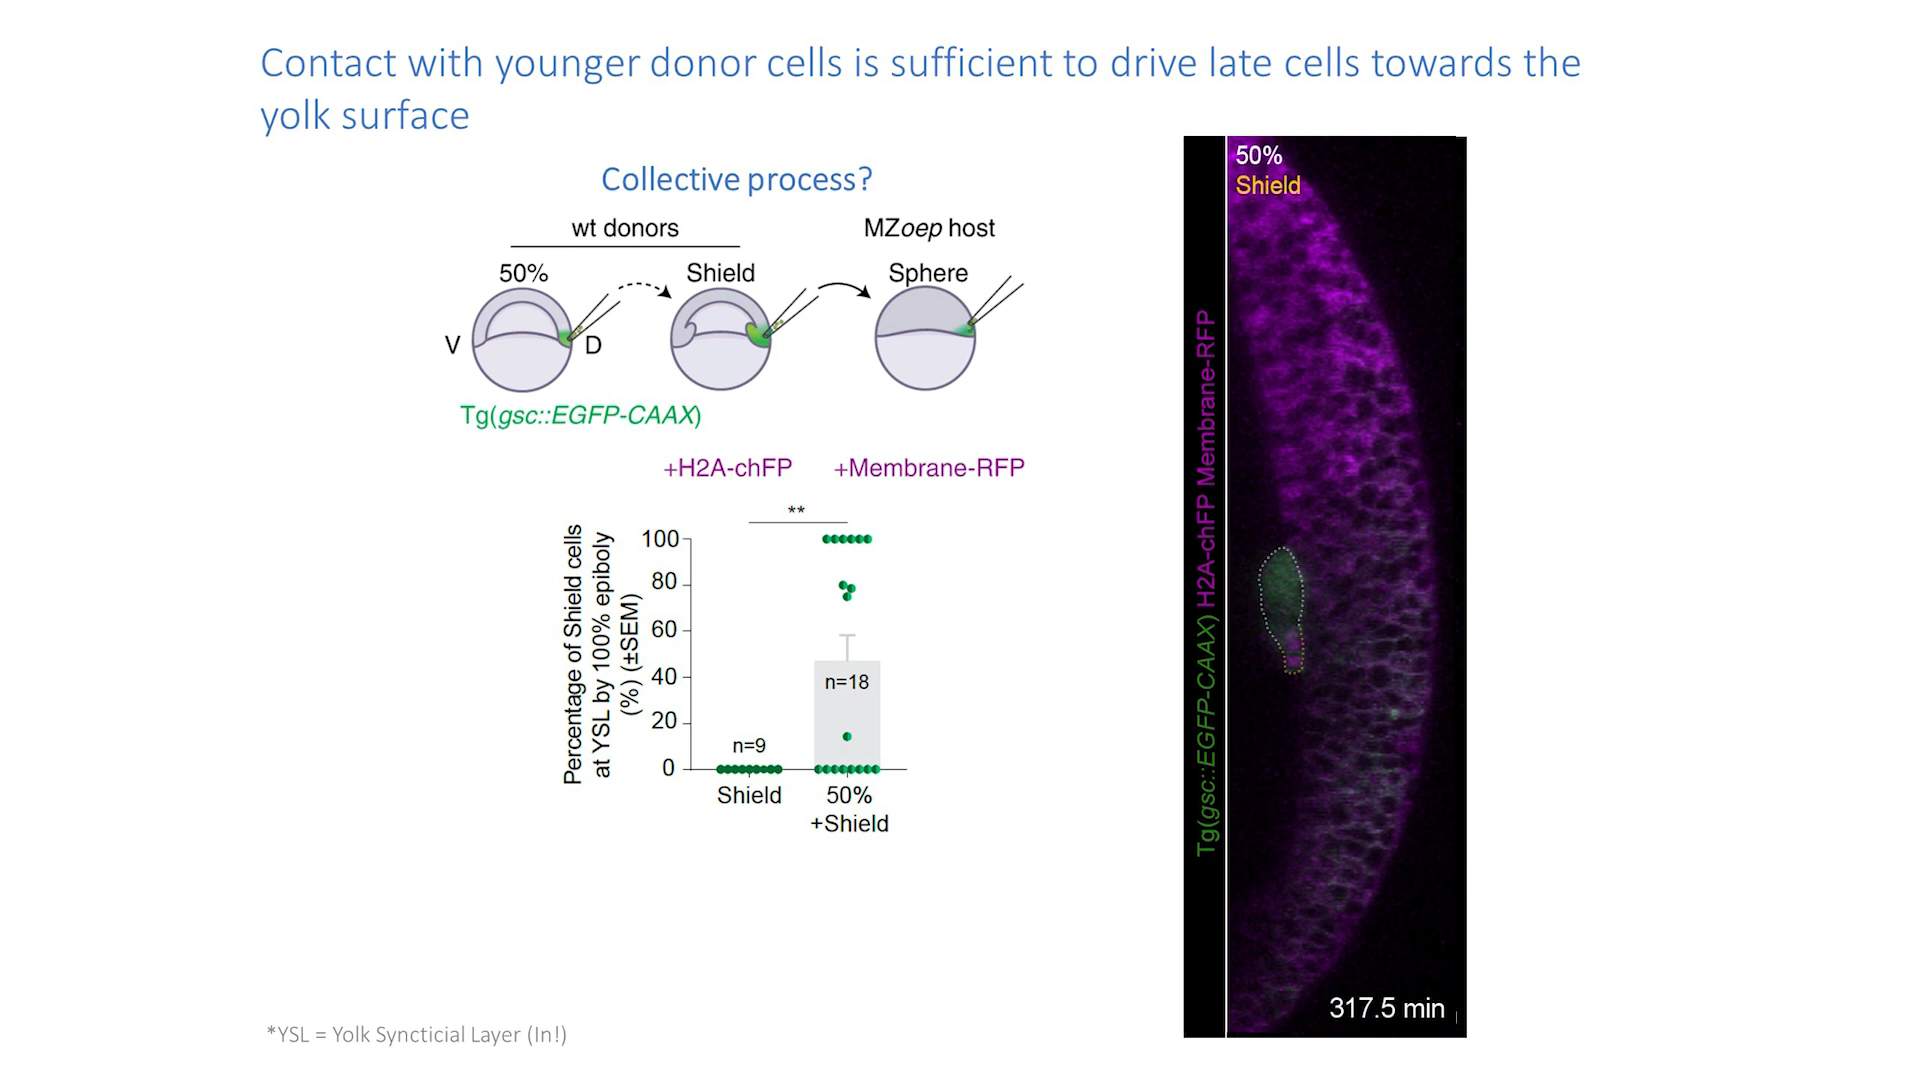 Contact with younger donor cells is sufficient to drive late cells towards the
yolk surface
Collective process?
wt donors
MZoep host
50%
Shield
Sphere
V
D
Tg(gsc::EGFP-CAAX)
+H2A-chFP
+Membrane-RFP
Percentage of Shield cells
at YSL by 100% epiboly
(%) (±SEM)
**
100
80
60
40
20
0
n=9
n=18
Shield
50%
+Shield
*YSL = Yolk Syncticial Layer (In!)
Tg(gsc::EGFP-CAAX) H2A-chFP Membrane-RFP
50%
Shield
317.5 min